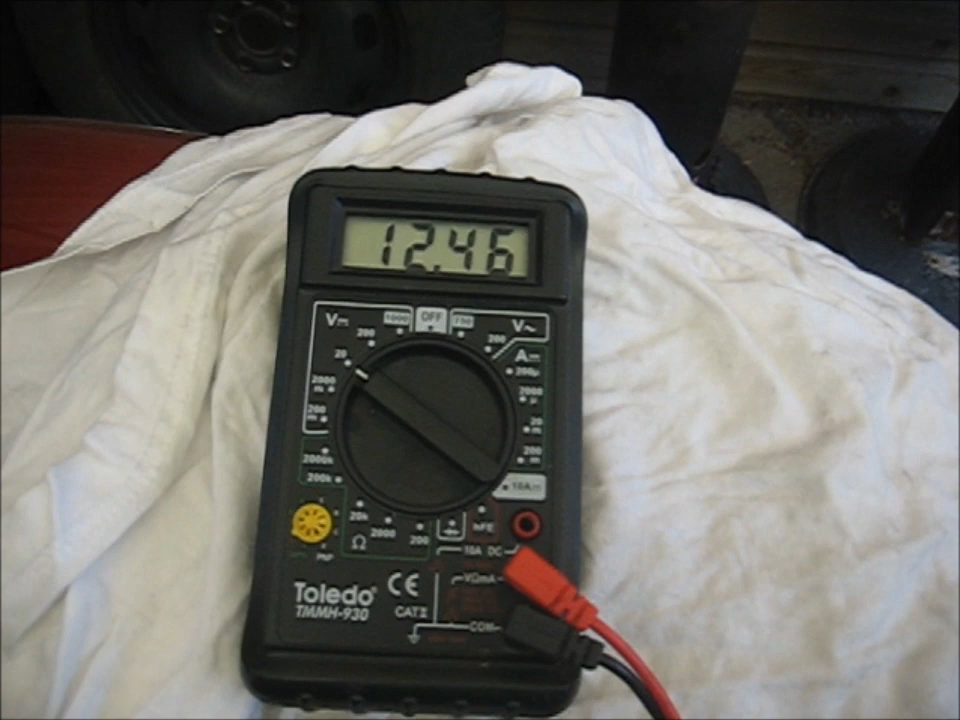 12.46
V⎓ 1000 OFF 750 V~
200 200
20 A⎓
200µ
2000 m 2000 µ
200 m 20 m
2000k 200 m
200k 10A⎓
20k 2000 200 hFE
Ω
PNP 10A DC
Toledo® CE VΩmA
TMMH-930 CAT II
COM